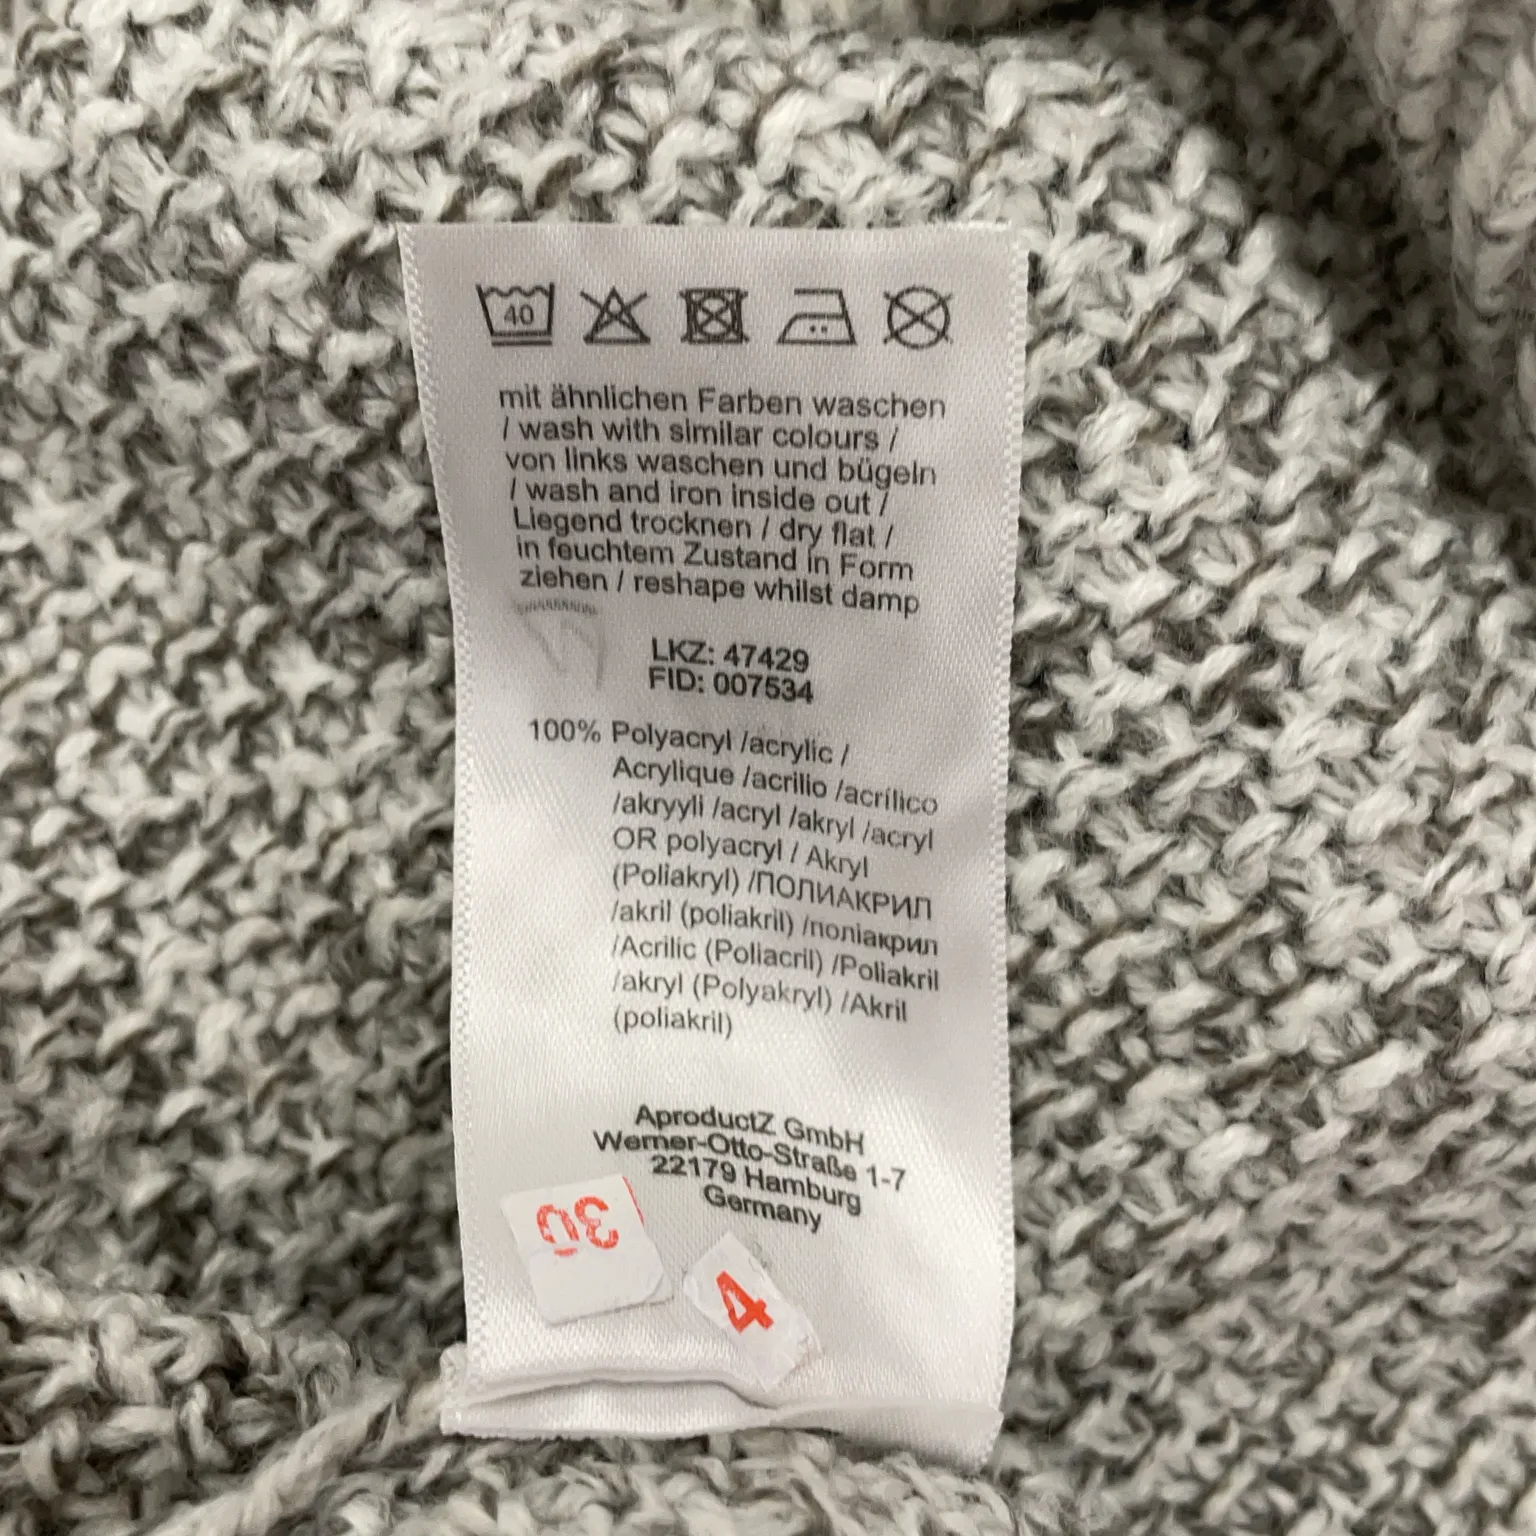 40
mit ähnlichen Farben waschen
/ wash with similar colours /
von links waschen und bügeln
/ wash and iron inside out /
Liegend trocknen / dry flat /
in feuchtem Zustand in Form
ziehen / reshape whilst damp
LKZ: 47429
FID: 007534
100% Polyacryl /acrylic /
Acrylique /acrilio /acrílico
/akryyli /acryl /akryl /acryl
OR polyacryl / Akryl
(Poliakryl) /ПОЛИАКРИЛ
/akril (poliakril) /поліакрил
/Acrilic (Poliacril) /Poliakril
/akryl (Polyakryl) /Akril
(poliakril)
AproductZ GmbH
Werner-Otto-Straße 1-7
22179 Hamburg
Germany
4